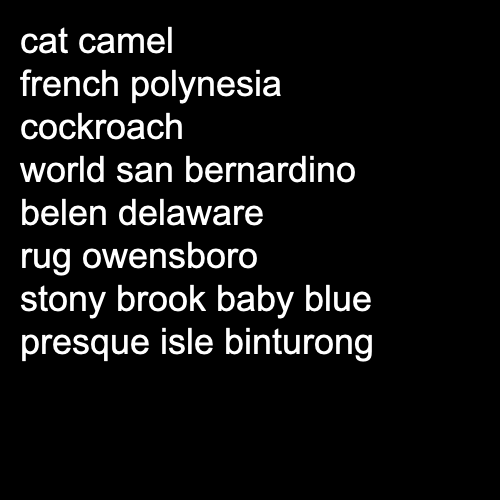 cat camel
french polynesia
cockroach
world san bernardino
belen delaware
rug owensboro
stony brook baby blue
presque isle binturong